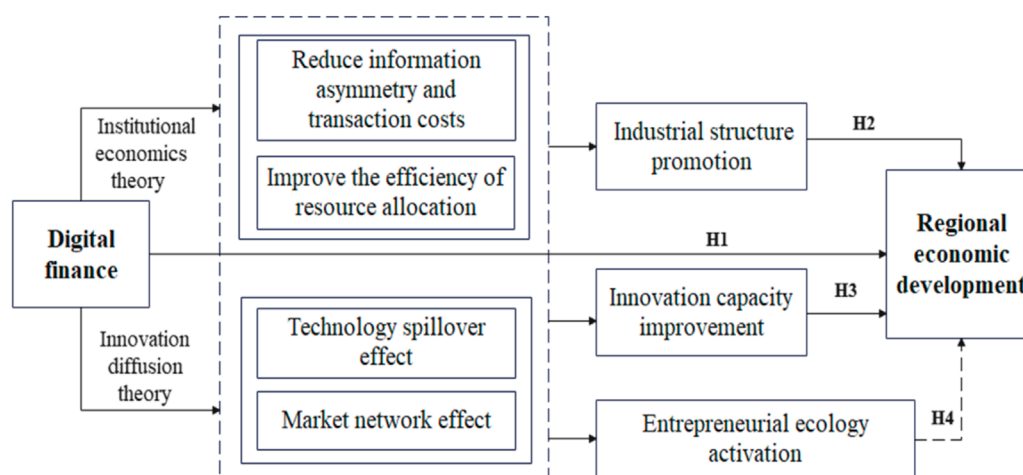 Reduce information
asymmetry and
transaction costs
Improve the efficiency of
resource allocation
Institutional
economics
theory
Digital
finance
Innovation
diffusion
theory
Technology spillover
effect
Market network effect
Industrial structure
promotion
H1
Innovation capacity
improvement
Entrepreneurial ecology
activation
H2
H3
H4
Regional
economic
development